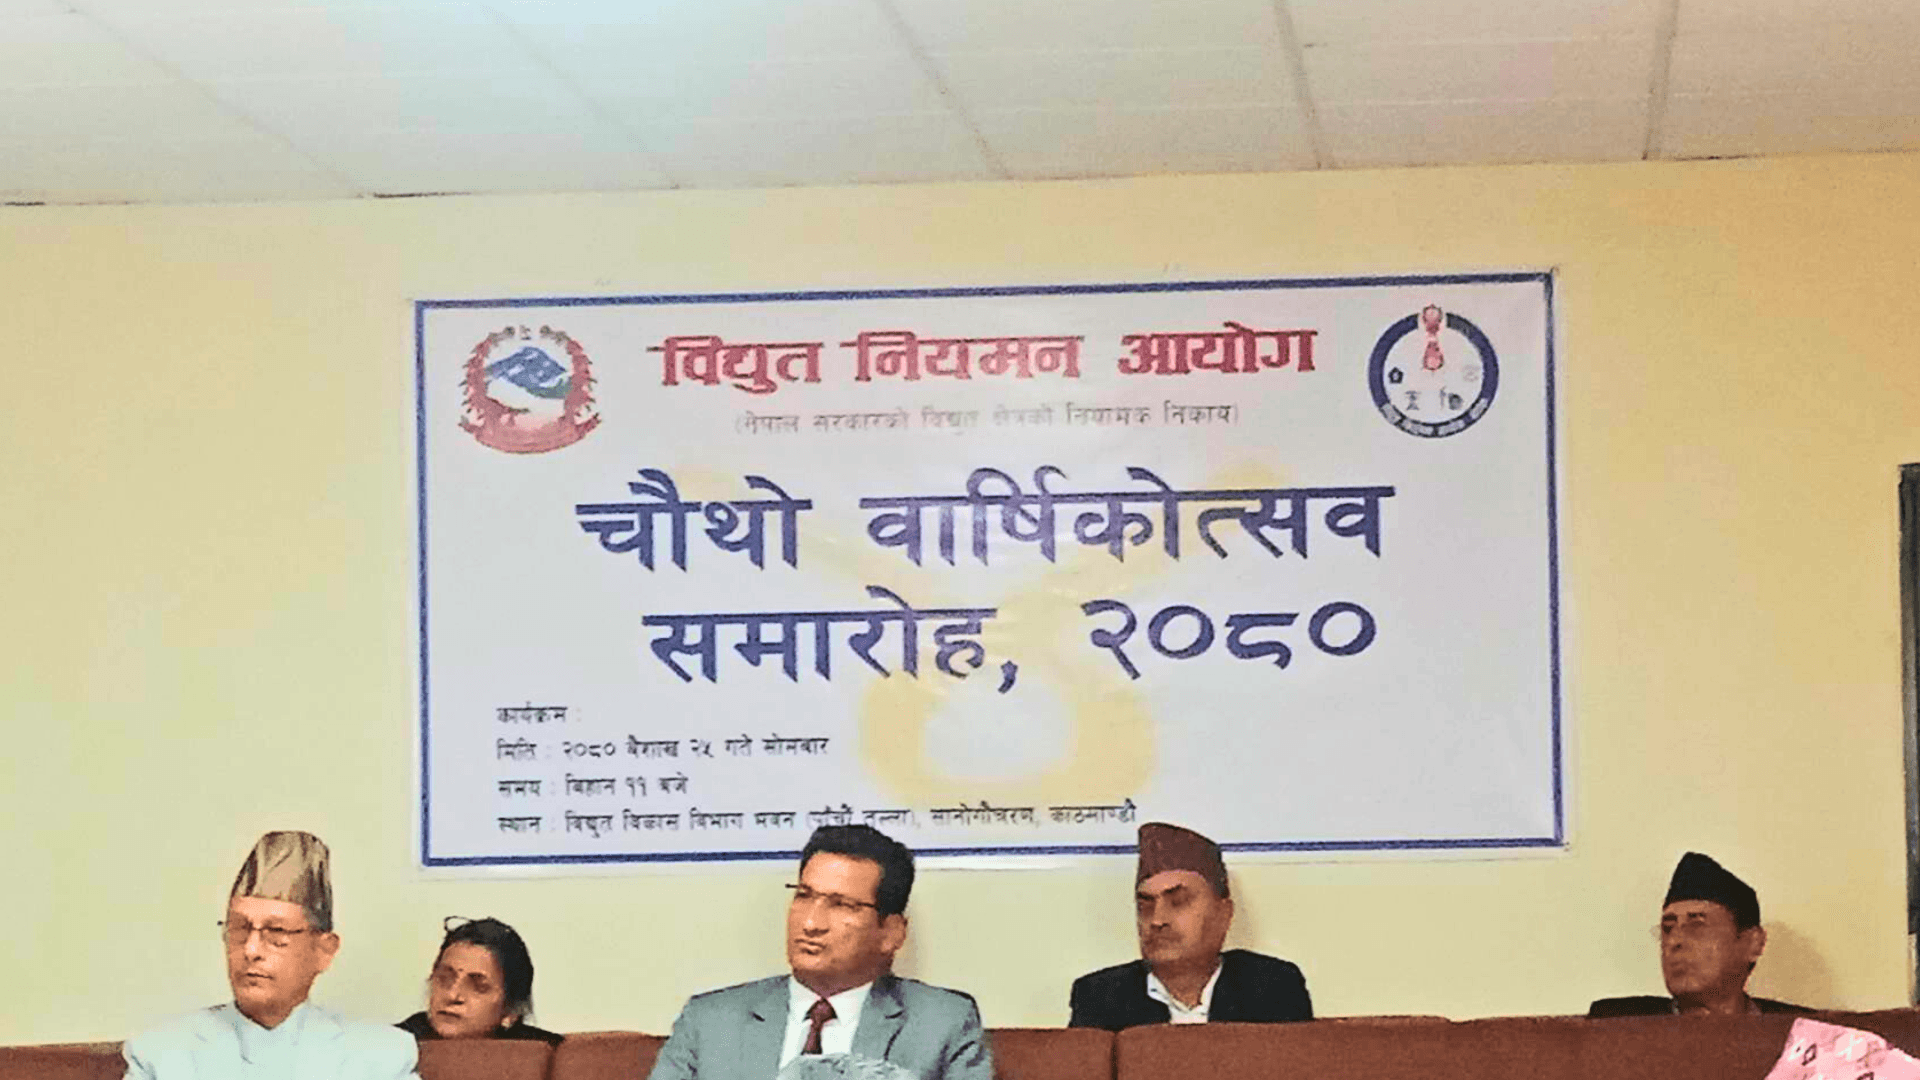 विद्युत नियमन आयोग
(नेपाल सरकारको विद्युत क्षेत्रको नियामक निकाय)
चौथो वार्षिकोत्सव
समारोह, २०८०
कार्यक्रम :
मिति : २०८० बैशाख २५ गते सोमबार
समय : बिहान ११ बजे
स्थान : विद्युत विकास विभाग भवन (पाँचौं तल्ला), सानोगौचरण, काठमाण्डौ